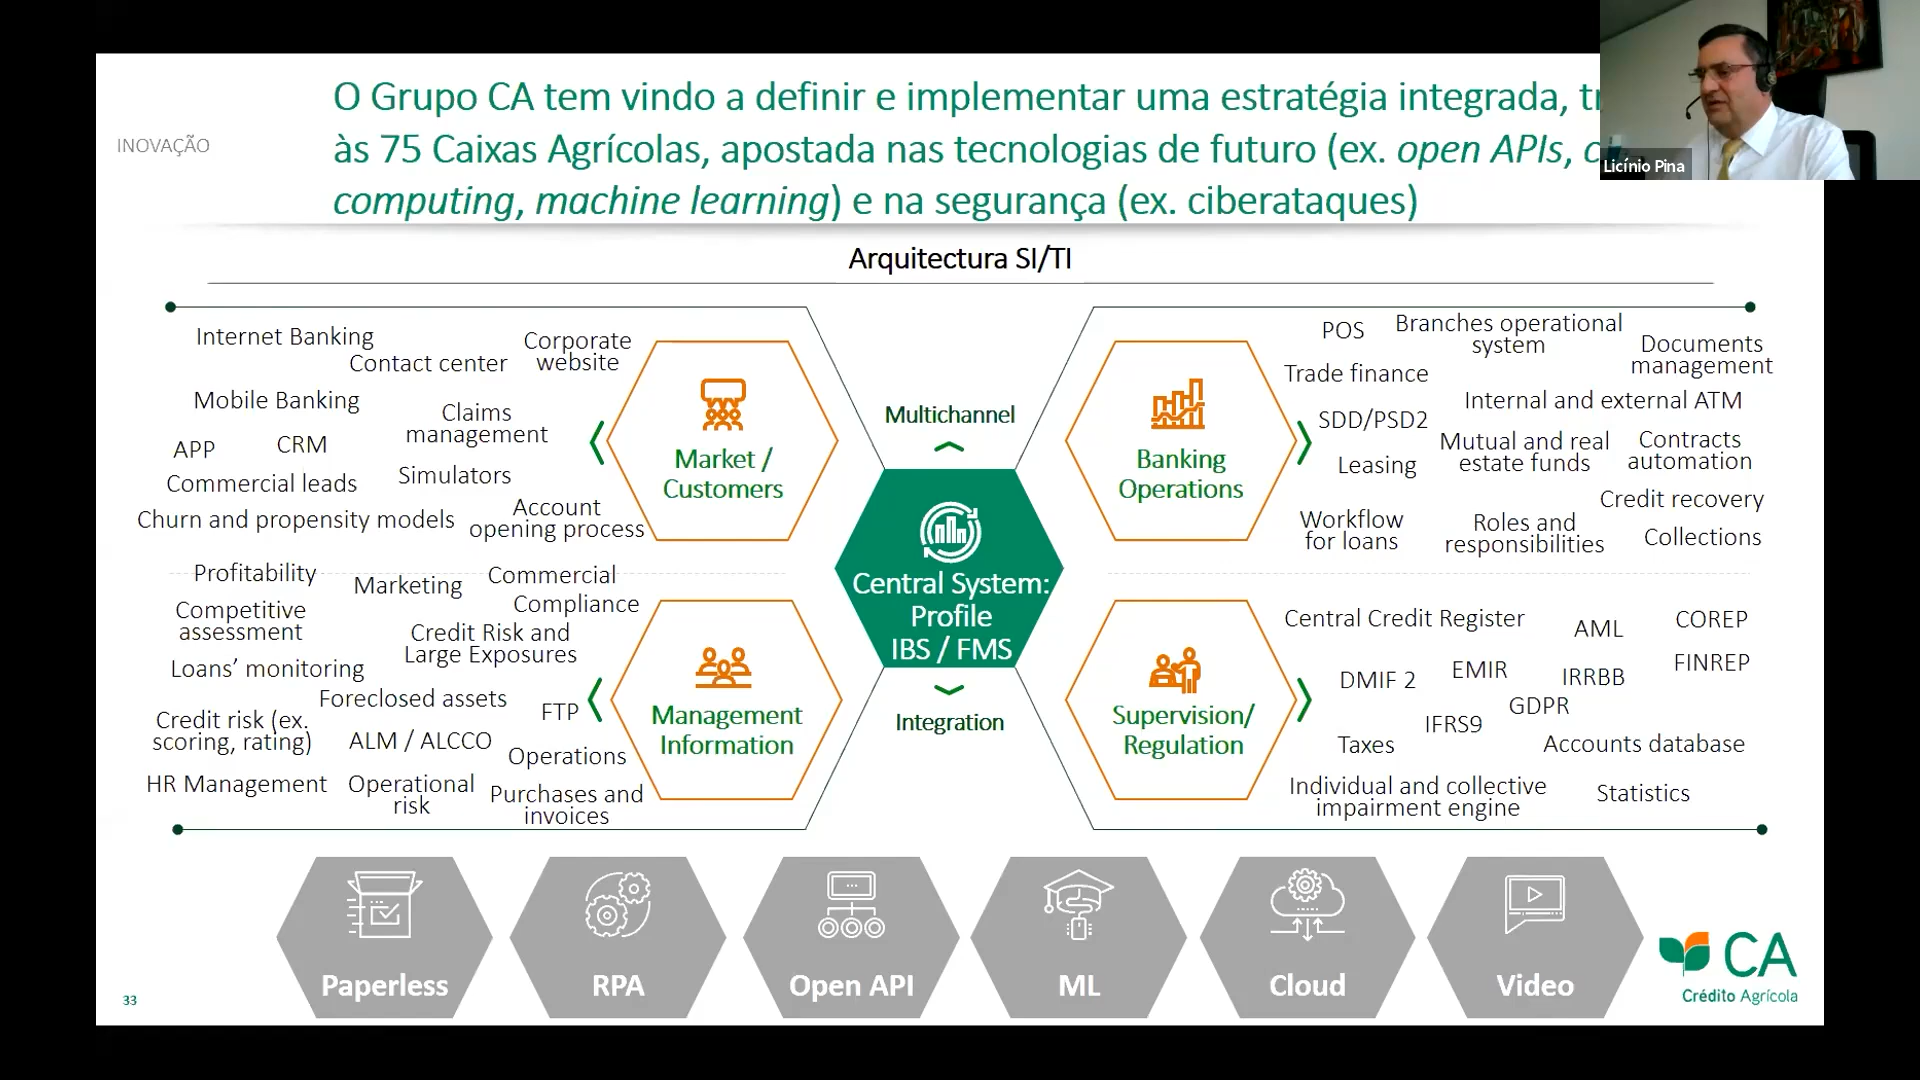 INOVAÇÃO
O Grupo CA tem vindo a definir e implementar uma estratégia integrada,
às 75 Caixas Agrícolas, apostada nas tecnologias de futuro (ex. open APIs,
computing, machine learning) e na segurança (ex. ciberataques)
Licínio Pina
Arquitectura SI/TI
Internet Banking
Contact center
Corporate
website
Mobile Banking
Claims
management
APP
CRM
Commercial leads
Simulators
Churn and propensity models
Account
opening process
Market /
Customers
Multichannel
Banking
Operations
POS
Branches operational
system
Documents
management
Trade finance
Internal and external ATM
SDD/PSD2
Mutual and real
estate funds
Contracts
automation
Leasing
Credit recovery
Workflow
for loans
Roles and
responsibilities
Collections
Central System:
Profile
IBS / FMS
Profitability
Marketing
Commercial
Compliance
Competitive
assessment
Credit Risk and
Large Exposures
Loans’ monitoring
Foreclosed assets
FTP
Credit risk (ex.
scoring, rating)
ALM / ALCCO
Operations
HR Management
Operational
risk
Purchases and
invoices
Management
Information
Integration
Supervision/
Regulation
Central Credit Register
AML
COREP
DMIF 2
EMIR
IRRBB
FINREP
GDPR
IFRS9
Taxes
Accounts database
Individual and collective
impairment engine
Statistics
Paperless
RPA
Open API
ML
Cloud
Video
CA
Crédito Agrícola
33